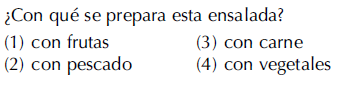 ¿Con qué se prepara esta ensalada?
(1) con frutas (3) con carne
(2) con pescado (4) con vegetales